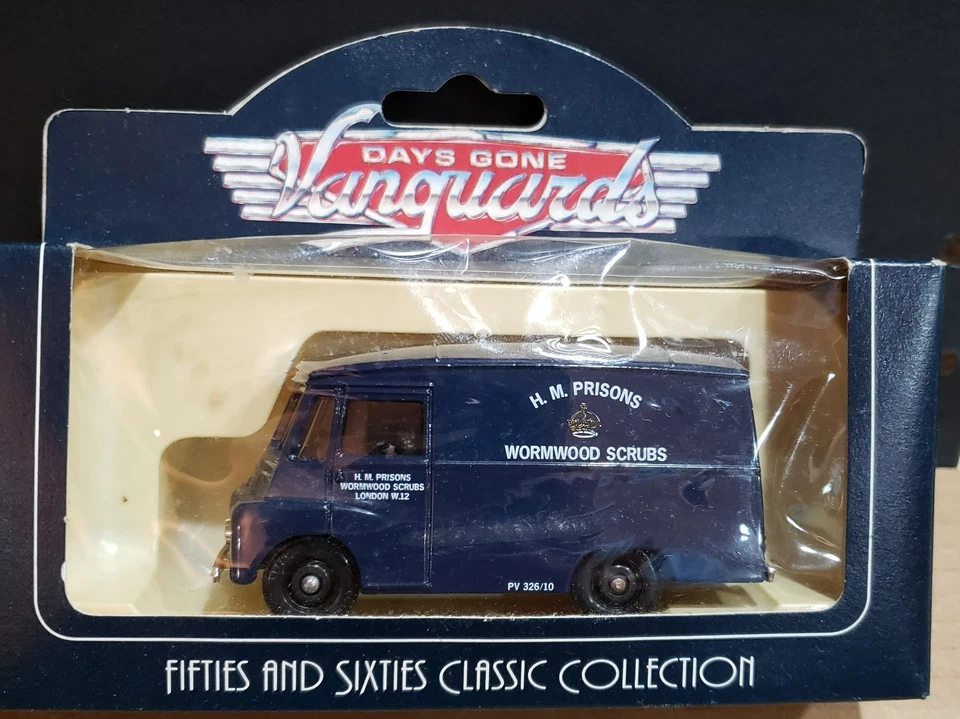 DAYS GONE
Vanguards
H. M. PRISONS
WORMWOOD SCRUBS
H. M. PRISONS
WORMWOOD SCRUBS
LONDON W.12
PV 326/10
FIFTIES AND SIXTIES CLASSIC COLLECTION